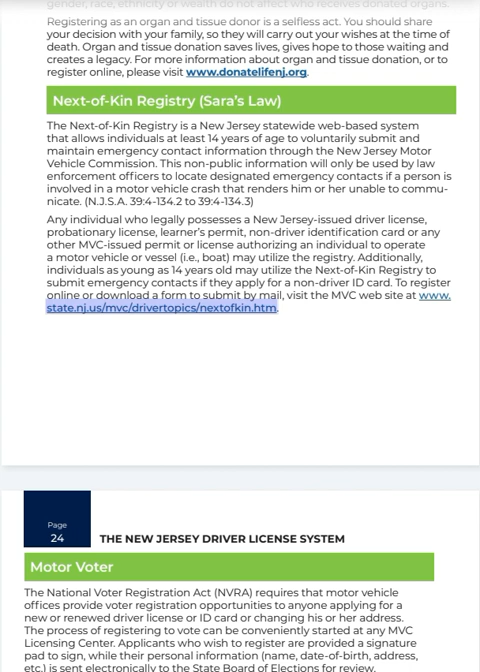 gender, race, ethnicity or wealth do not affect who receives donated organs.
Registering as an organ and tissue donor is a selfless act. You should share
your decision with your family, so they will carry out your wishes at the time of
death. Organ and tissue donation saves lives, gives hope to those waiting and
creates a legacy. For more information about organ and tissue donation, or to
register online, please visit www.donatelifenj.org.
Next-of-Kin Registry (Sara's Law)
The Next-of-Kin Registry is a New Jersey statewide web-based system
that allows individuals at least 14 years of age to voluntarily submit and
maintain emergency contact information through the New Jersey Motor
Vehicle Commission. This non-public information will only be used by law
enforcement officers to locate designated emergency contacts if a person is
involved in a motor vehicle crash that renders him or her unable to commu-
nicate. (N.J.S.A. 39:4-134.2 to 39:4-134.3)
Any individual who legally possesses a New Jersey-issued driver license,
probationary license, learner's permit, non-driver identification card or any
other MVC-issued permit or license authorizing an individual to operate
a motor vehicle or vessel (i.e., boat) may utilize the registry. Additionally,
individuals as young as 14 years old may utilize the Next-of-Kin Registry to
submit emergency contacts if they apply for a non-driver ID card. To register
online or download a form to submit by mail, visit the MVC web site at www.
state.nj.us/mvc/drivertopics/nextofkin.htm.
Page
24
THE NEW JERSEY DRIVER LICENSE SYSTEM
Motor Voter
The National Voter Registration Act (NVRA) requires that motor vehicle
offices provide voter registration opportunities to anyone applying for a
new or renewed driver license or ID card or changing his or her address.
The process of registering to vote can be conveniently started at any MVC
Licensing Center. Applicants who wish to register are provided a signature
pad to sign, while their personal information (name, date-of-birth, address,
etc.) is sent electronically to the State Board of Elections for review.